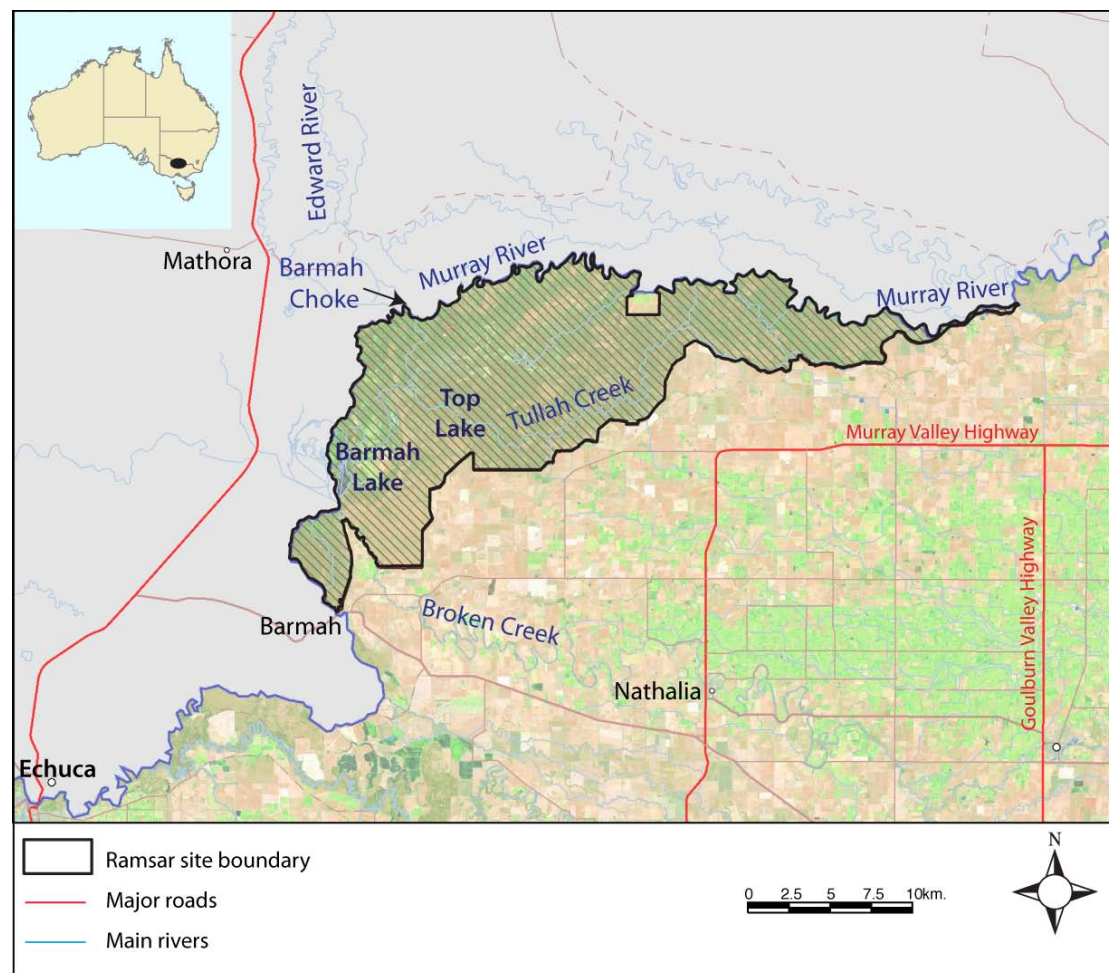 Edward River
Mathora
Barmah
Choke
Murray River
Murray River
Top
Lake
Tullah Creek
Barmah
Lake
Murray Valley Highway
Goulburn Valley Highway
Barmah
Broken Creek
Nathalia
Echuca
Ramsar site boundary
Major roads
Main rivers
0 2.5 5 7.5 10km.
N